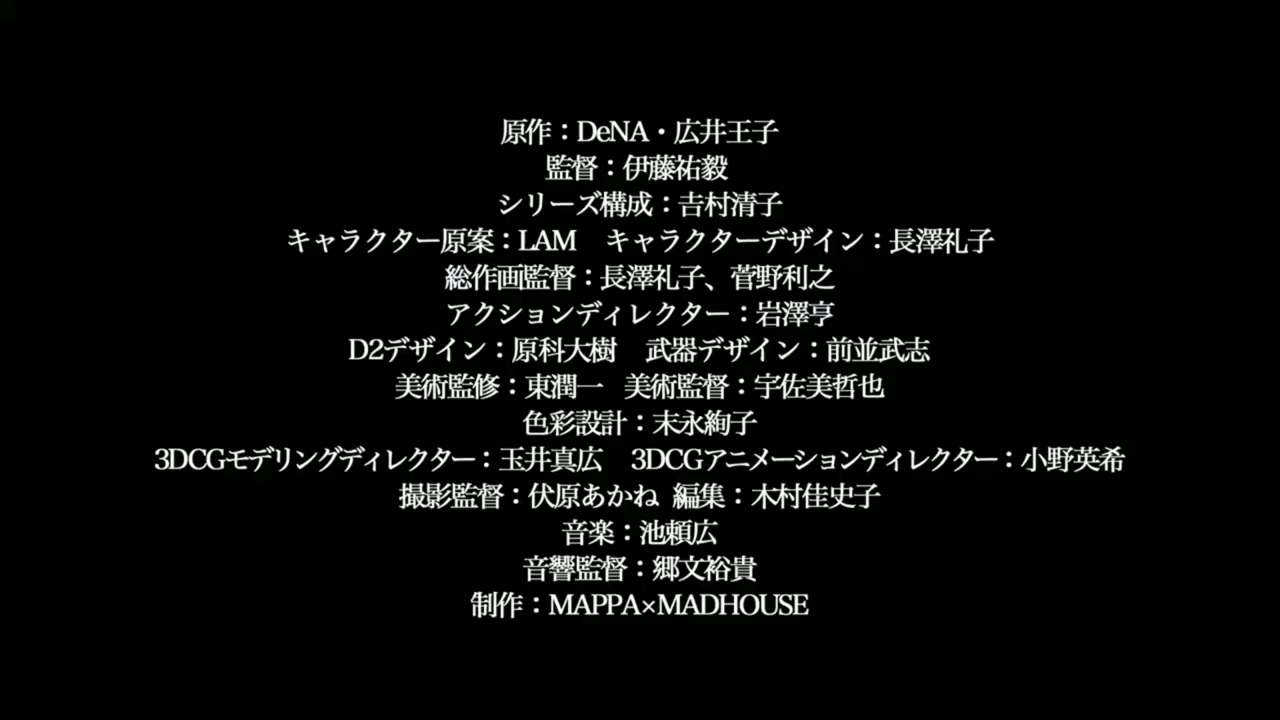 原作：DeNA・広井王子
監督：伊藤祐毅
シリーズ構成：𠮷村清子
キャラクター原案：LAM　キャラクターデザイン：長澤礼子
総作画監督：長澤礼子、菅野利之
アクションディレクター：岩澤亨
D2デザイン：原科大樹　武器デザイン：前並武志
美術監修：東潤一　美術監督：宇佐美哲也
色彩設計：末永絢子
3DCGモデリングディレクター：玉井真広　3DCGアニメーションディレクター：小野英希
撮影監督：伏原あかね 編集：木村佳史子
音楽：池頼広
音響監督：郷文裕貴
制作：MAPPA×MADHOUSE